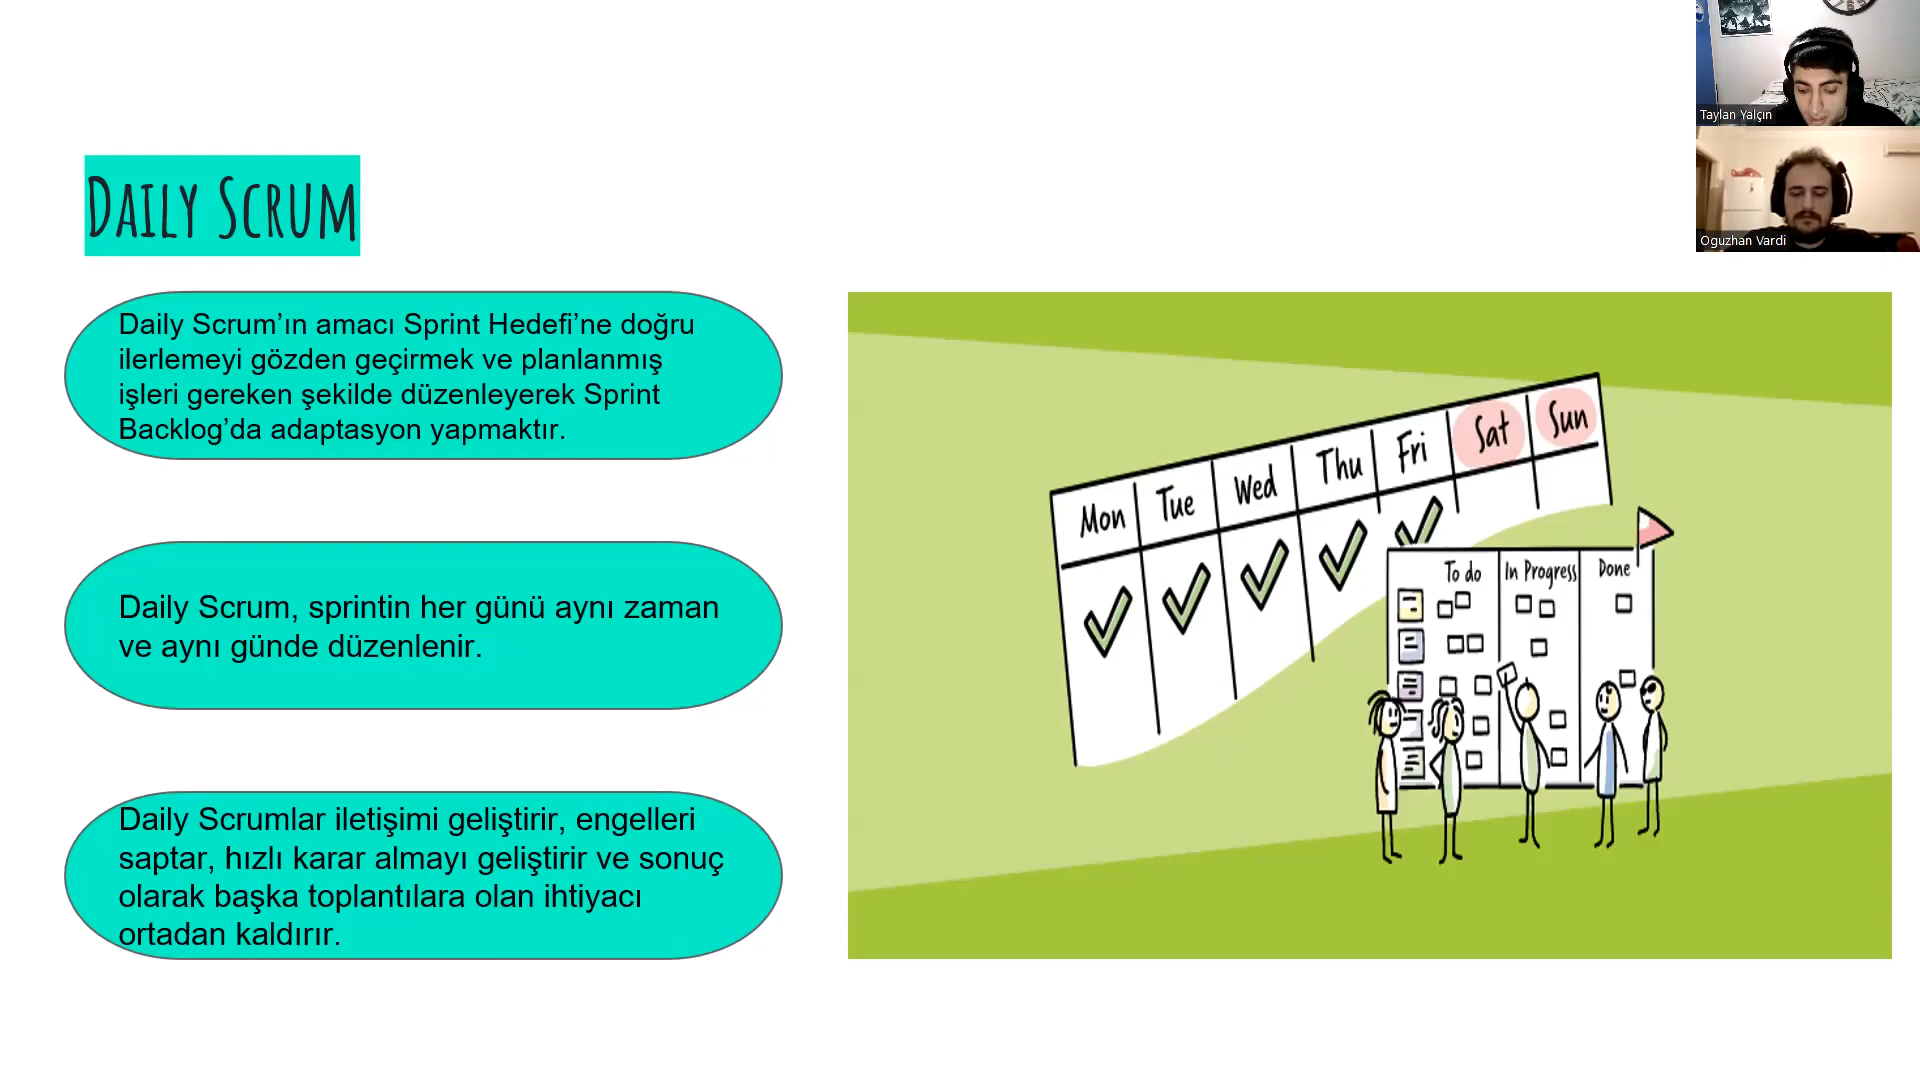 Taylan Yalçın
Oguzhan Vardi
DAILY SCRUM
Daily Scrum’ın amacı Sprint Hedefi’ne doğru
ilerlemeyi gözden geçirmek ve planlanmış
işleri gereken şekilde düzenleyerek Sprint
Backlog’da adaptasyon yapmaktır.
Daily Scrum, sprintin her günü aynı zaman
ve aynı günde düzenlenir.
Daily Scrumlar iletişimi geliştirir, engelleri
saptar, hızlı karar almayı geliştirir ve sonuç
olarak başka toplantılara olan ihtiyacı
ortadan kaldırır.
Mon Tue Wed Thu Fri Sat Sun
To do In Progress Done